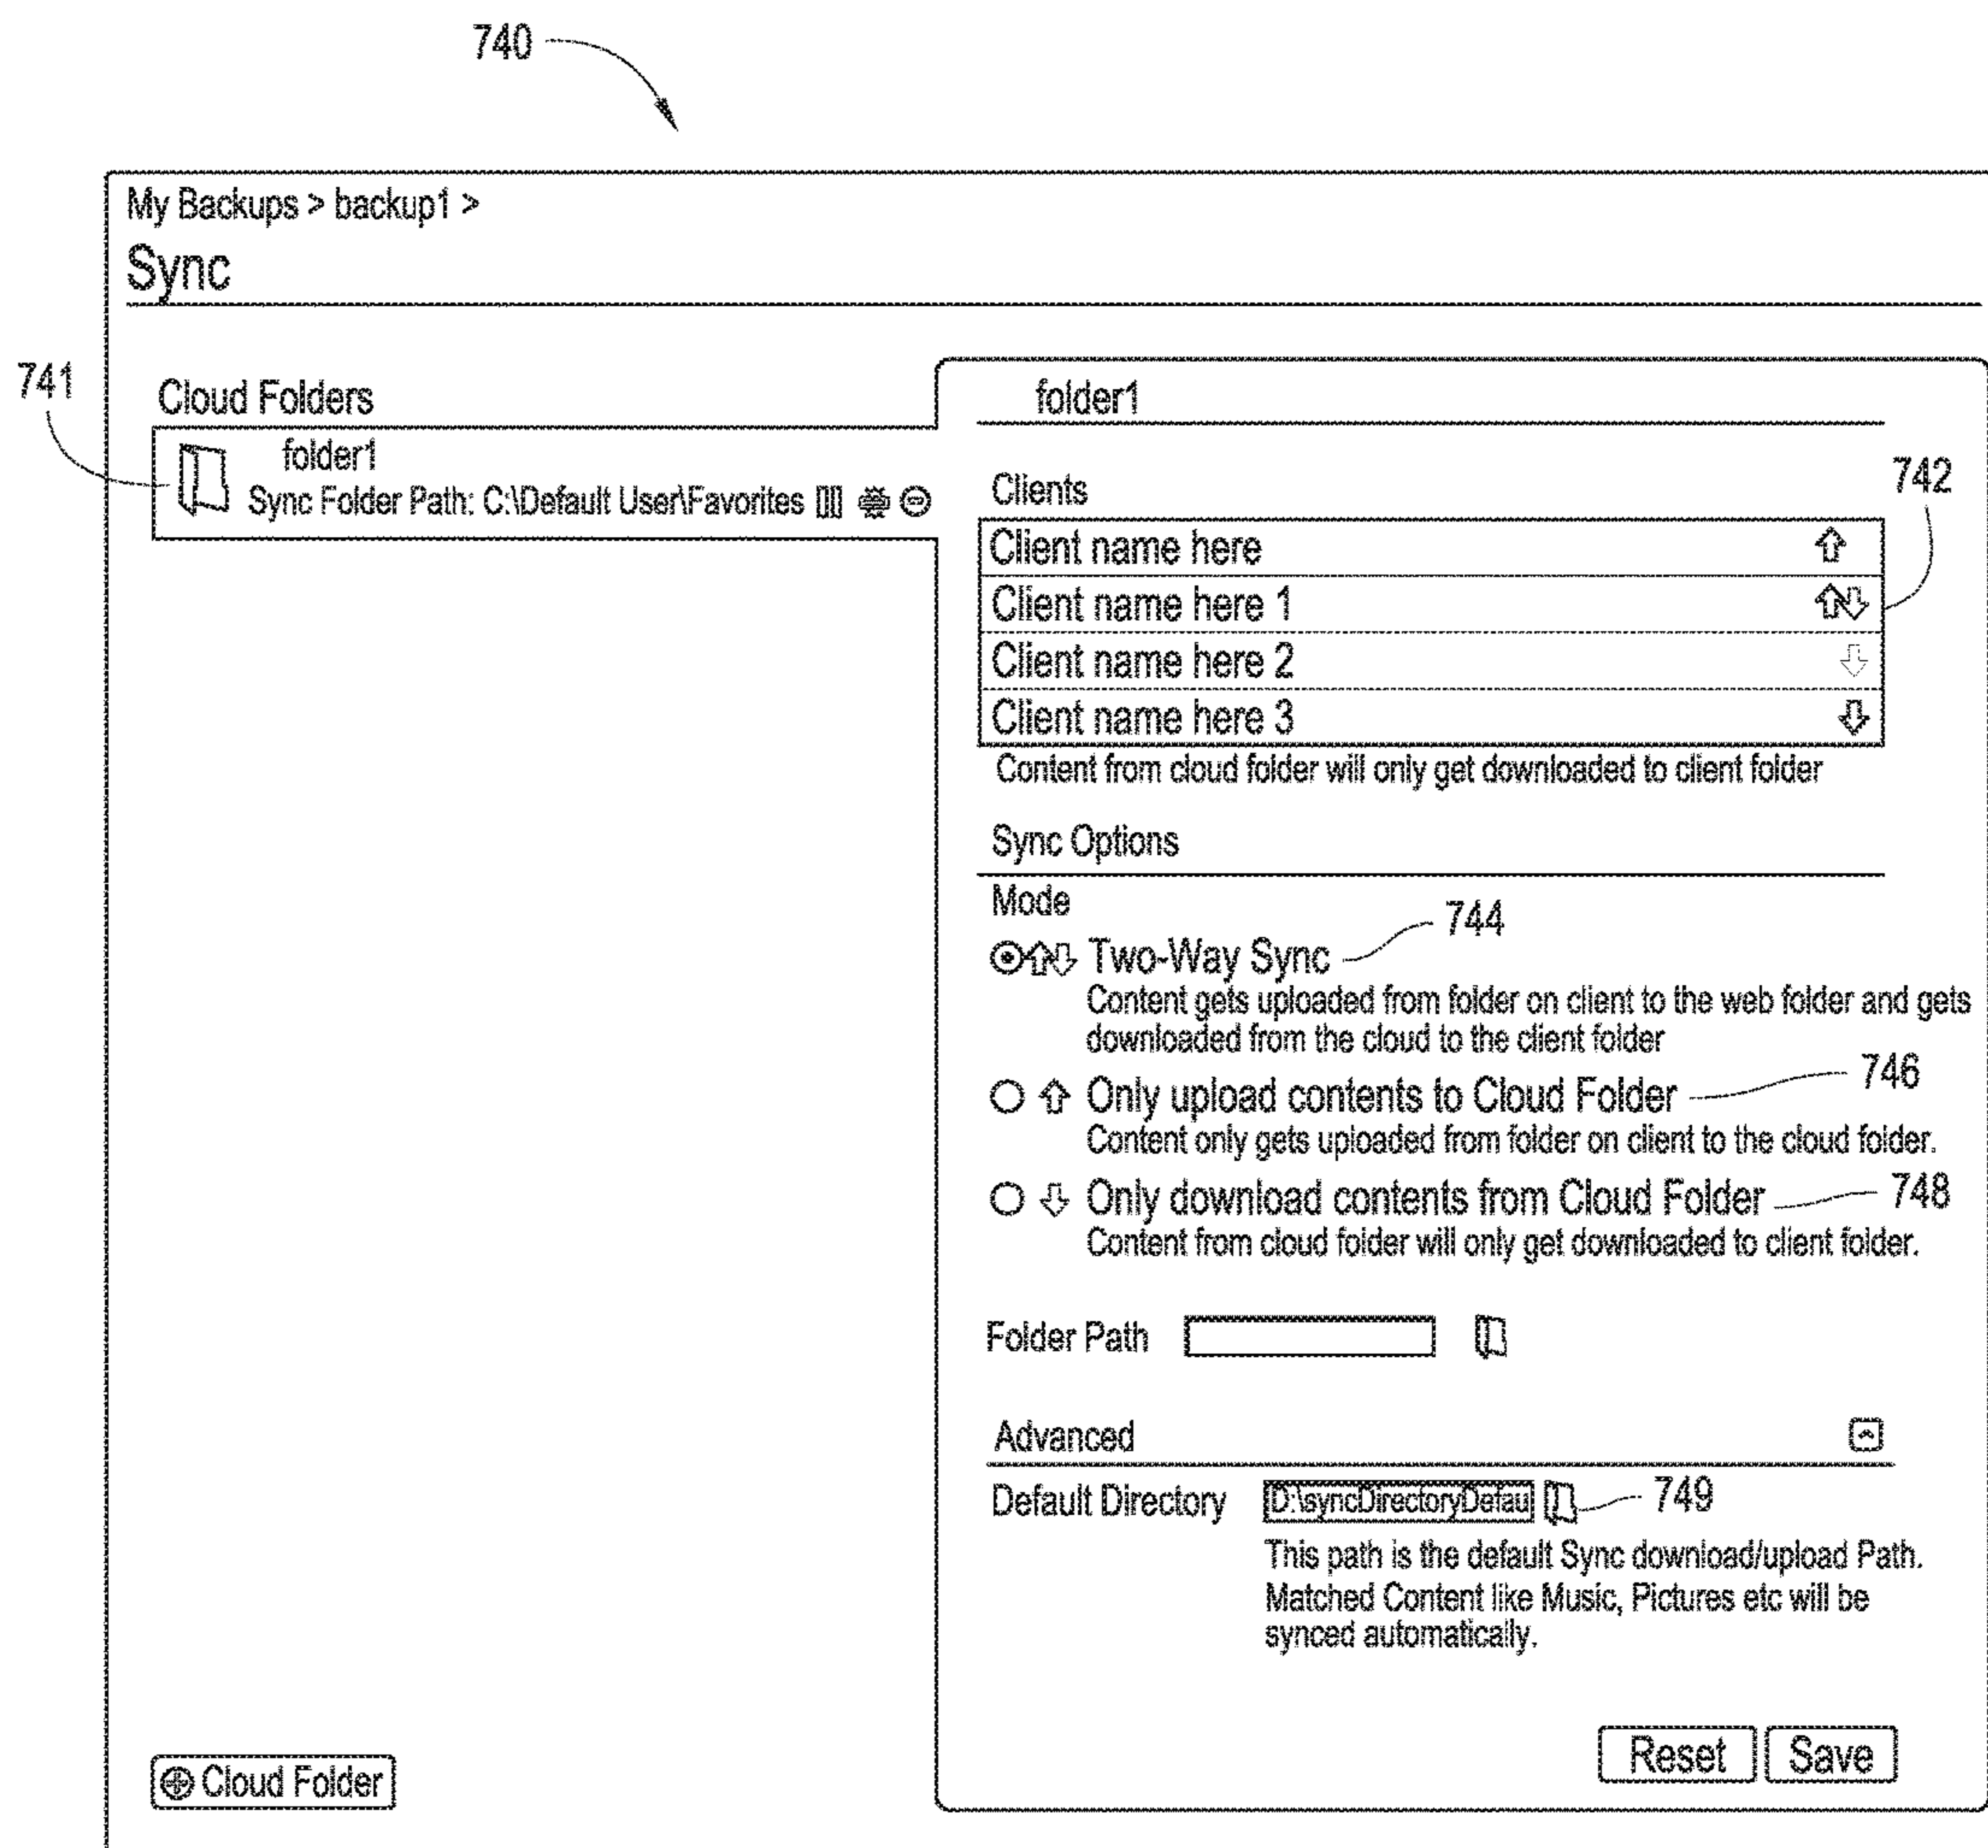 740
My Backups > backup1 >
Sync
741
Cloud Folders
folder1
Sync Folder Path: C:\Default User\Favorites
folder1
Clients
742
Client name here
Client name here 1
Client name here 2
Client name here 3
Content from cloud folder will only get downloaded to client folder
Sync Options
Mode
744
Two-Way Sync
Content gets uploaded from folder on client to the web folder and gets
downloaded from the cloud to the client folder
746
Only upload contents to Cloud Folder
Content only gets uploaded from folder on client to the cloud folder.
Only download contents from Cloud Folder
748
Content from cloud folder will only get downloaded to client folder.
Folder Path
Advanced
Default Directory
D:\syncDirectoryDefau
749
This path is the default Sync download/upload Path.
Matched Content like Music, Pictures etc will be
synced automatically.
Reset
Save
Cloud Folder